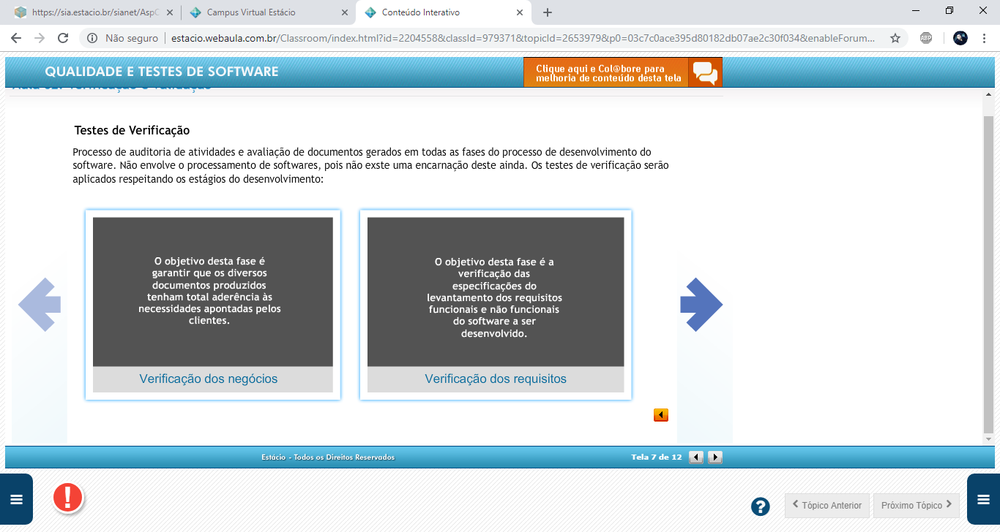 https://sia.estacio.br/sianet/AspC
Campus Virtual Estácio
Conteúdo Interativo
Não seguro
estacio.webaula.com.br/Classroom/index.html?id=2204558&classId=979371&topicId=2653979&p0=03c7c0ace395d80182db07ae2c30f034&enableForum...
ABP
QUALIDADE E TESTES DE SOFTWARE
Clique aqui e Col@bore para
melhoria de conteúdo desta tela
Aula 02: Verificação e Validação
Testes de Verificação
Processo de auditoria de atividades e avaliação de documentos gerados em todas as fases do processo de desenvolvimento do
software. Não envolve o processamento de softwares, pois não exste uma encarnação deste ainda. Os testes de verificação serão
aplicados respeitando os estágios do desenvolvimento:
O objetivo desta fase é
garantir que os diversos
documentos produzidos
tenham total aderência às
necessidades apontadas pelos
clientes.
Verificação dos negócios
O objetivo desta fase é a
verificação das
especificações do
levantamento dos requisitos
funcionais e não funcionais
do software a ser
desenvolvido.
Verificação dos requisitos
Estácio - Todos os Direitos Reservados
Tela 7 de 12
Tópico Anterior
Próximo Tópico